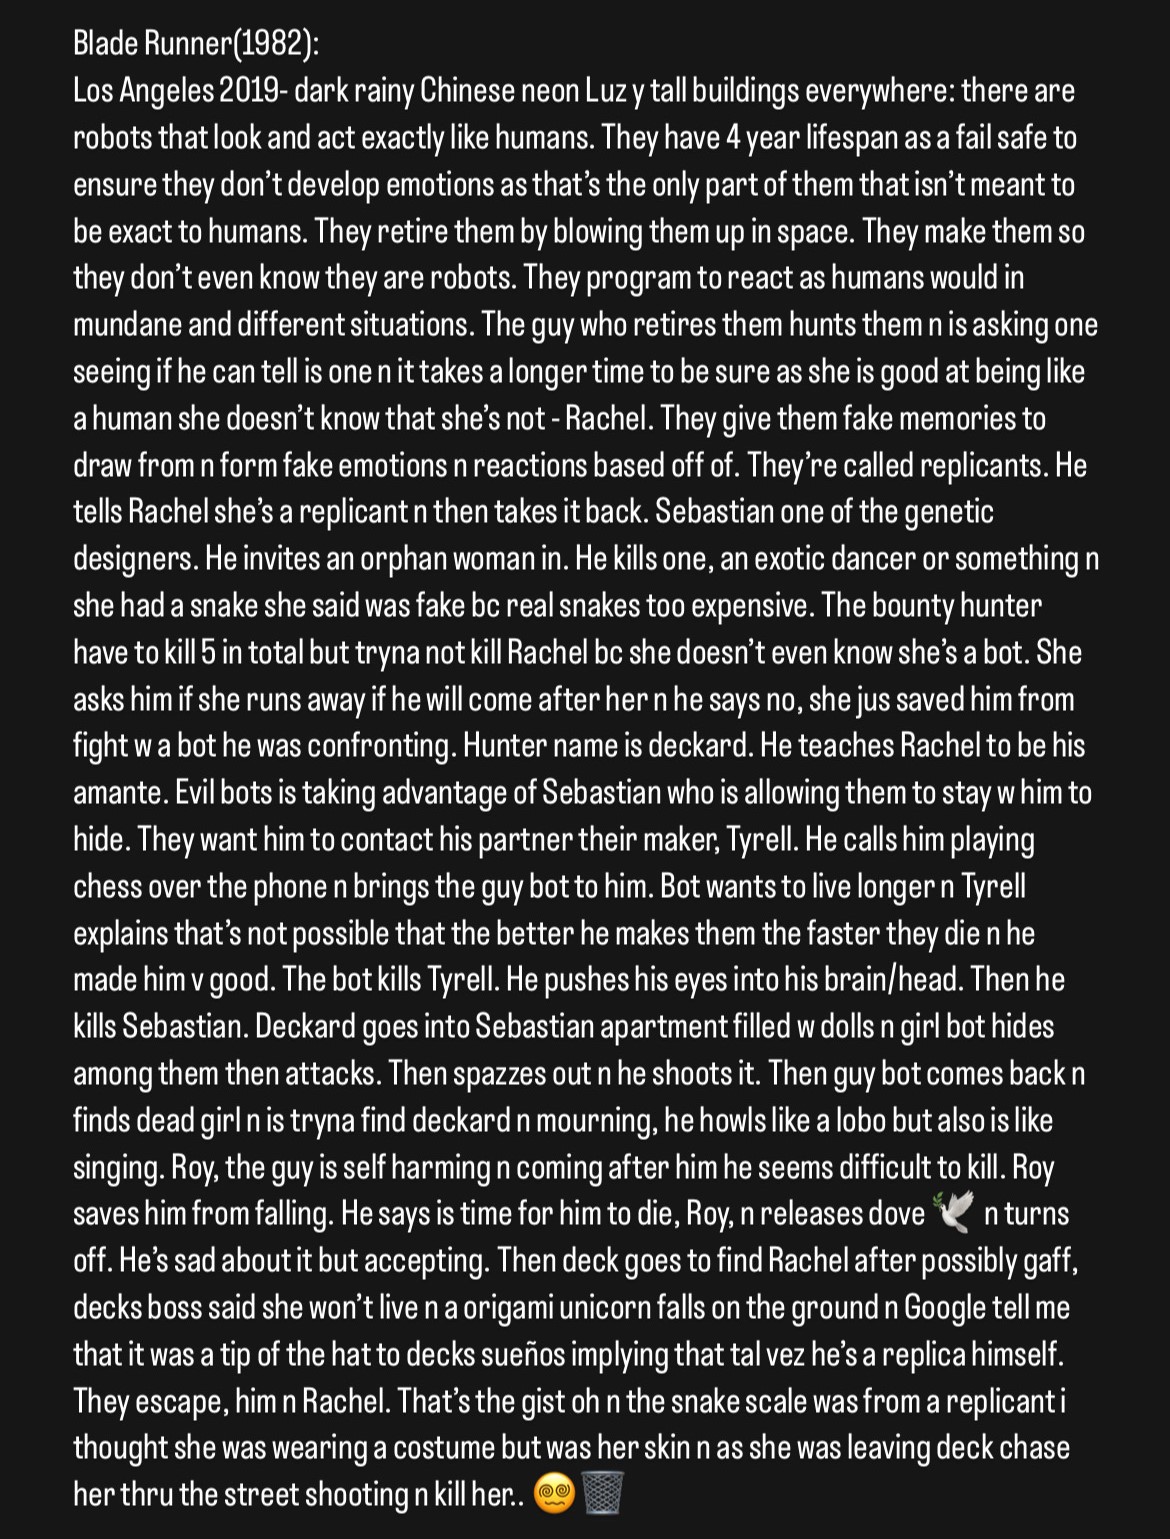 Blade Runner(1982):
Los Angeles 2019- dark rainy Chinese neon Luz y tall buildings everywhere: there are
robots that look and act exactly like humans. They have 4 year lifespan as a fail safe to
ensure they don’t develop emotions as that’s the only part of them that isn’t meant to
be exact to humans. They retire them by blowing them up in space. They make them so
they don’t even know they are robots. They program to react as humans would in
mundane and different situations. The guy who retires them hunts them n is asking one
seeing if he can tell is one n it takes a longer time to be sure as she is good at being like
a human she doesn’t know that she’s not - Rachel. They give them fake memories to
draw from n form fake emotions n reactions based off of. They’re called replicants. He
tells Rachel she’s a replicant n then takes it back. Sebastian one of the genetic
designers. He invites an orphan woman in. He kills one, an exotic dancer or something n
she had a snake she said was fake bc real snakes too expensive. The bounty hunter
have to kill 5 in total but tryna not kill Rachel bc she doesn’t even know she’s a bot. She
asks him if she runs away if he will come after her n he says no, she jus saved him from
fight w a bot he was confronting. Hunter name is deckard. He teaches Rachel to be his
amante. Evil bots is taking advantage of Sebastian who is allowing them to stay w him to
hide. They want him to contact his partner their maker, Tyrell. He calls him playing
chess over the phone n brings the guy bot to him. Bot wants to live longer n Tyrell
explains that’s not possible that the better he makes them the faster they die n he
made him v good. The bot kills Tyrell. He pushes his eyes into his brain/head. Then he
kills Sebastian. Deckard goes into Sebastian apartment filled w dolls n girl bot hides
among them then attacks. Then spazzes out n he shoots it. Then guy bot comes back n
finds dead girl n is tryna find deckard n mourning, he howls like a lobo but also is like
singing. Roy, the guy is self harming n coming after him he seems difficult to kill. Roy
saves him from falling. He says is time for him to die, Roy, n releases dove 🕊️ n turns
off. He’s sad about it but accepting. Then deck goes to find Rachel after possibly gaff,
decks boss said she won’t live n a origami unicorn falls on the ground n Google tell me
that it was a tip of the hat to decks sueños implying that tal vez he’s a replica himself.
They escape, him n Rachel. That’s the gist oh n the snake scale was from a replicant i
thought she was wearing a costume but was her skin n as she was leaving deck chase
her thru the street shooting n kill her.. 😵‍💫🗑️